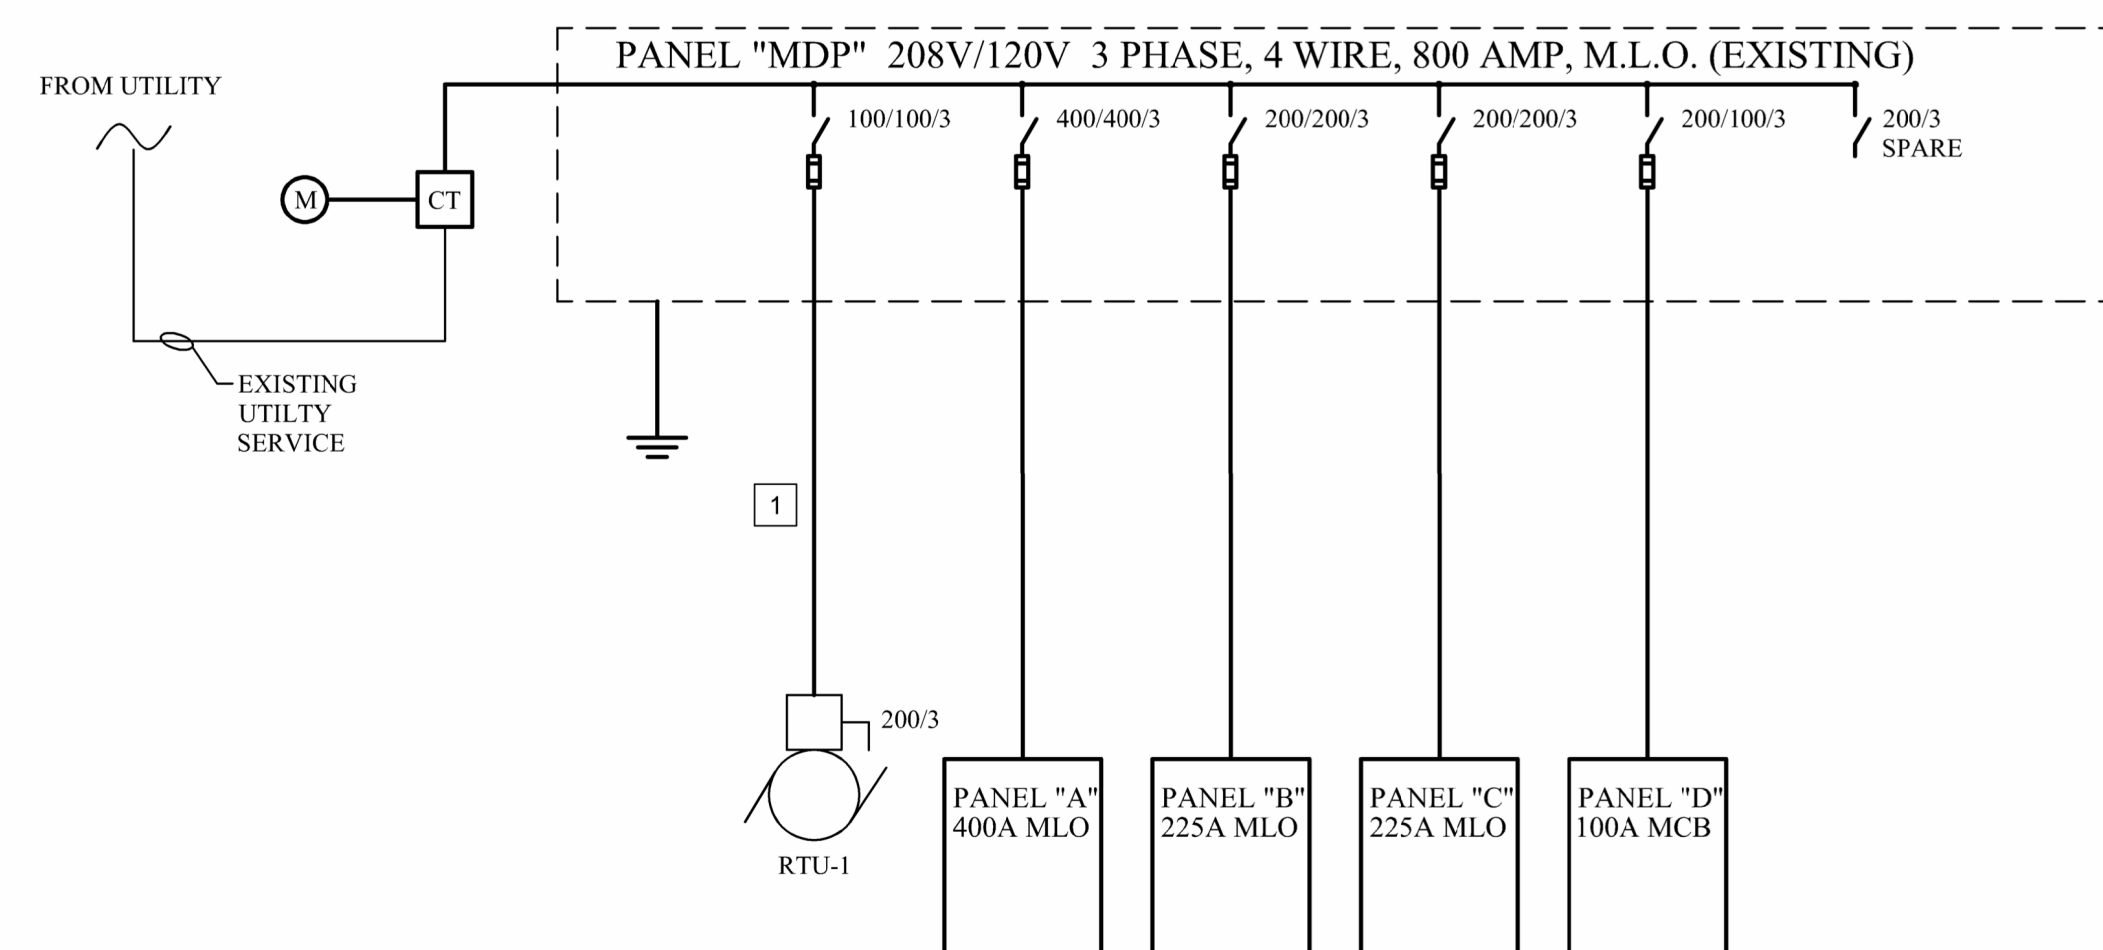 PANEL "MDP" 208V/120V 3 PHASE, 4 WIRE, 800 AMP, M.L.O. (EXISTING)
FROM UTILITY
100/100/3
400/400/3
200/200/3
200/200/3
200/100/3
200/3
SPARE
M
CT
EXISTING
UTILTY
SERVICE
1
200/3
RTU-1
PANEL "A"
400A MLO
PANEL "B"
225A MLO
PANEL "C"
225A MLO
PANEL "D"
100A MCB